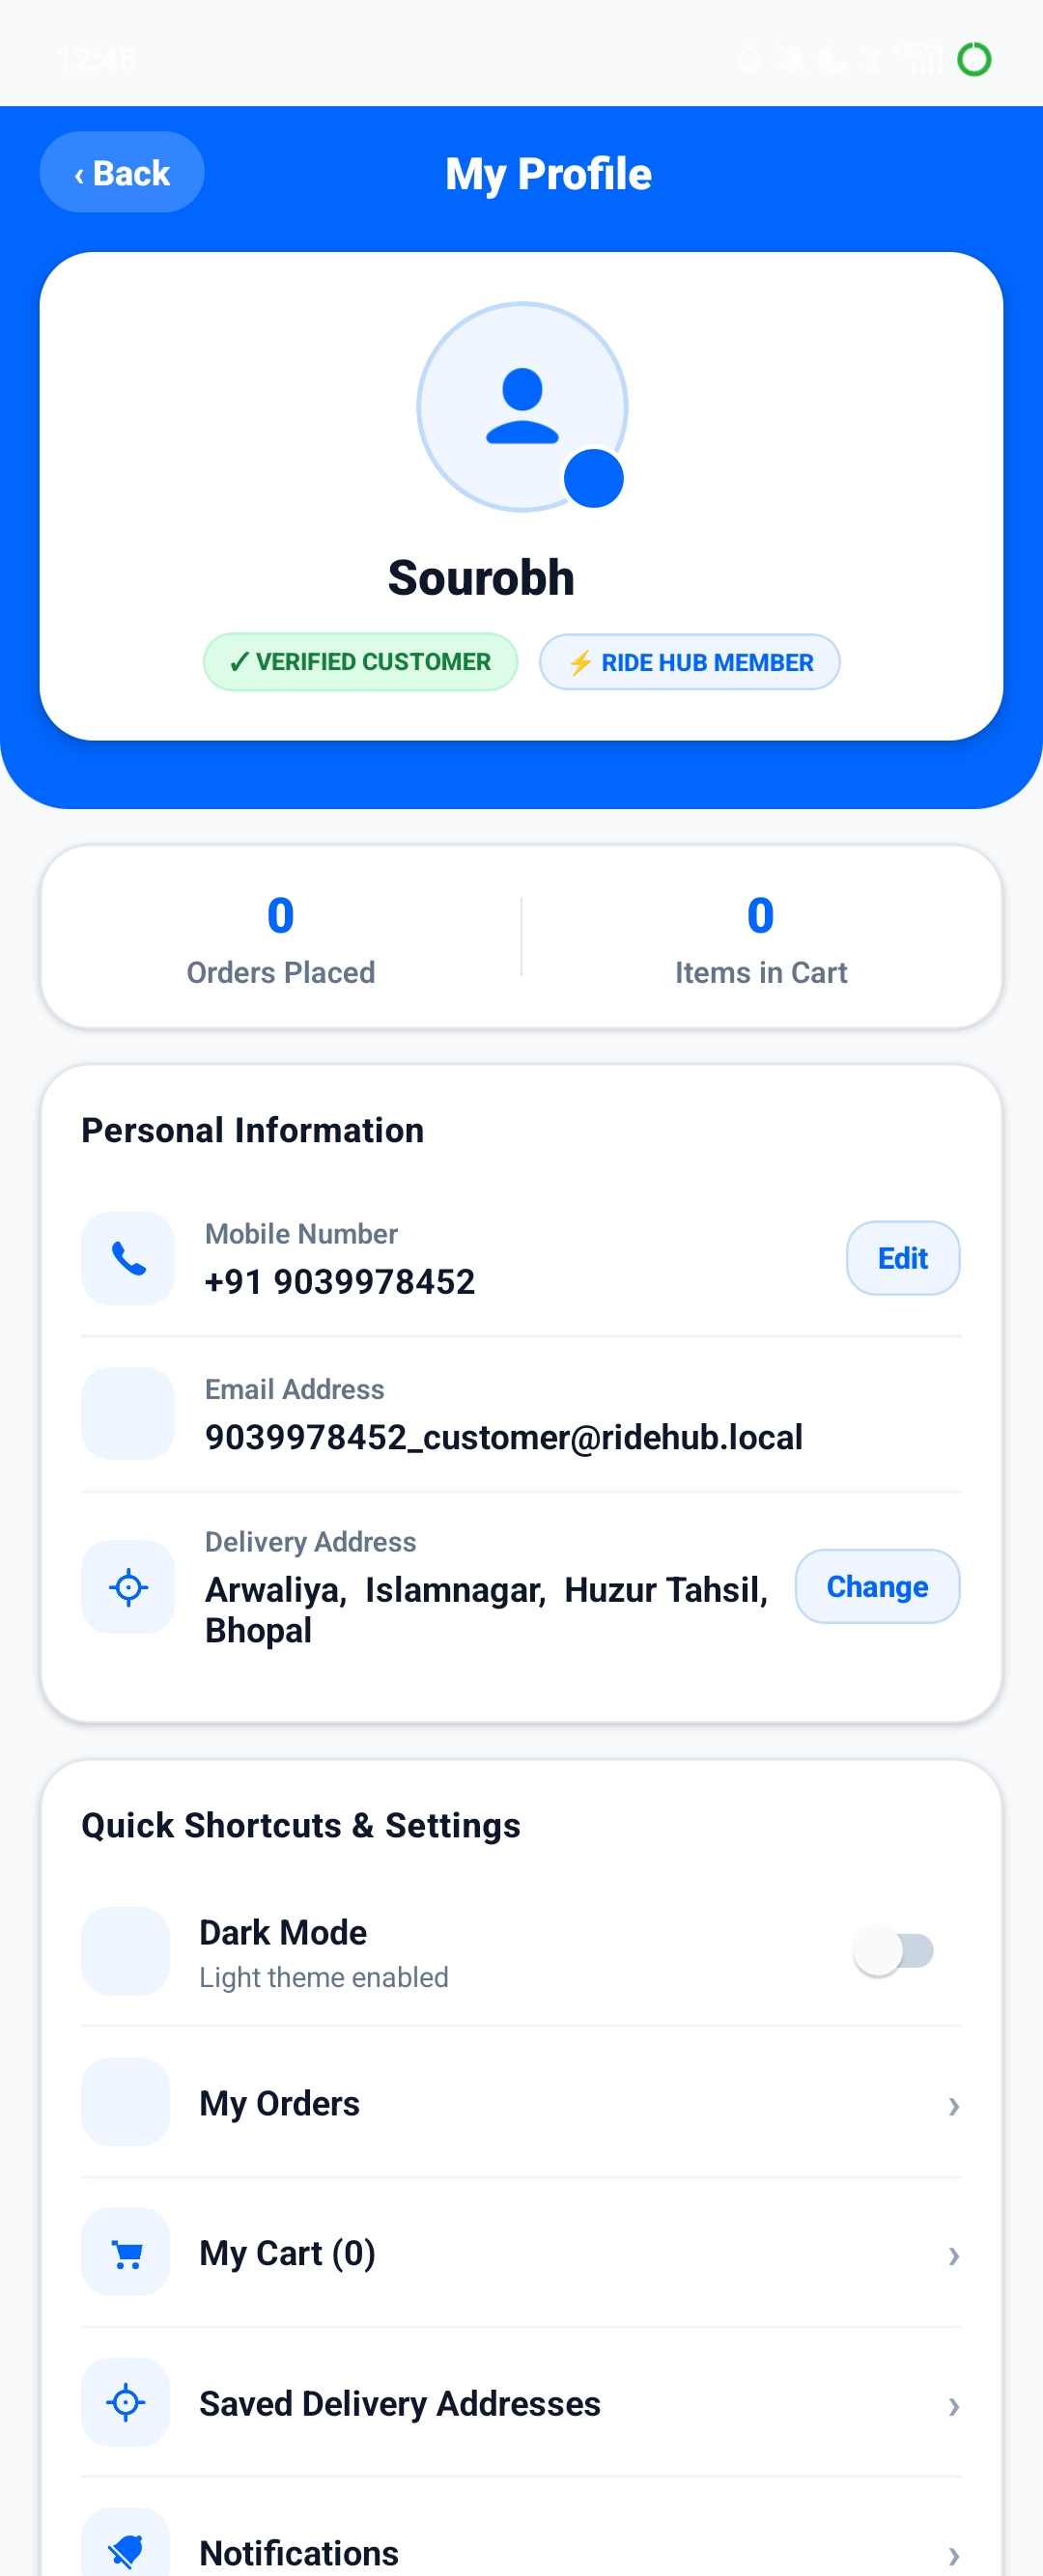 12:48
‹ Back
My Profile
Sourobh
✓ VERIFIED CUSTOMER
⚡ RIDE HUB MEMBER
0
Orders Placed
0
Items in Cart
Personal Information
Mobile Number
+91 9039978452
Edit
Email Address
9039978452_customer@ridehub.local
Delivery Address
Arwaliya, Islamnagar, Huzur Tahsil,
Bhopal
Change
Quick Shortcuts & Settings
Dark Mode
Light theme enabled
My Orders
›
My Cart (0)
›
Saved Delivery Addresses
›
Notifications
›